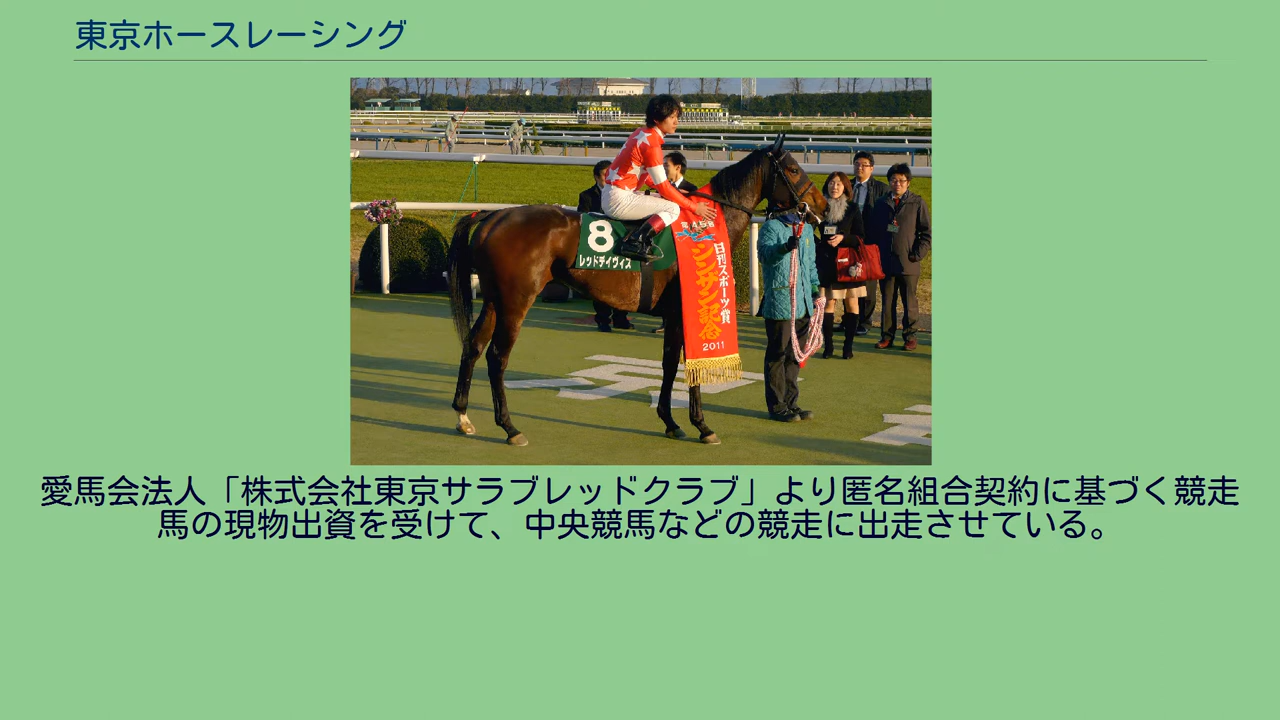 東京ホースレーシング
8
レッドデイヴィス
日刊スポーツ賞
シンザン記念
2011
愛馬会法人「株式会社東京サラブレッドクラブ」より匿名組合契約に基づく競走
馬の現物出資を受けて、中央競馬などの競走に出走させている。